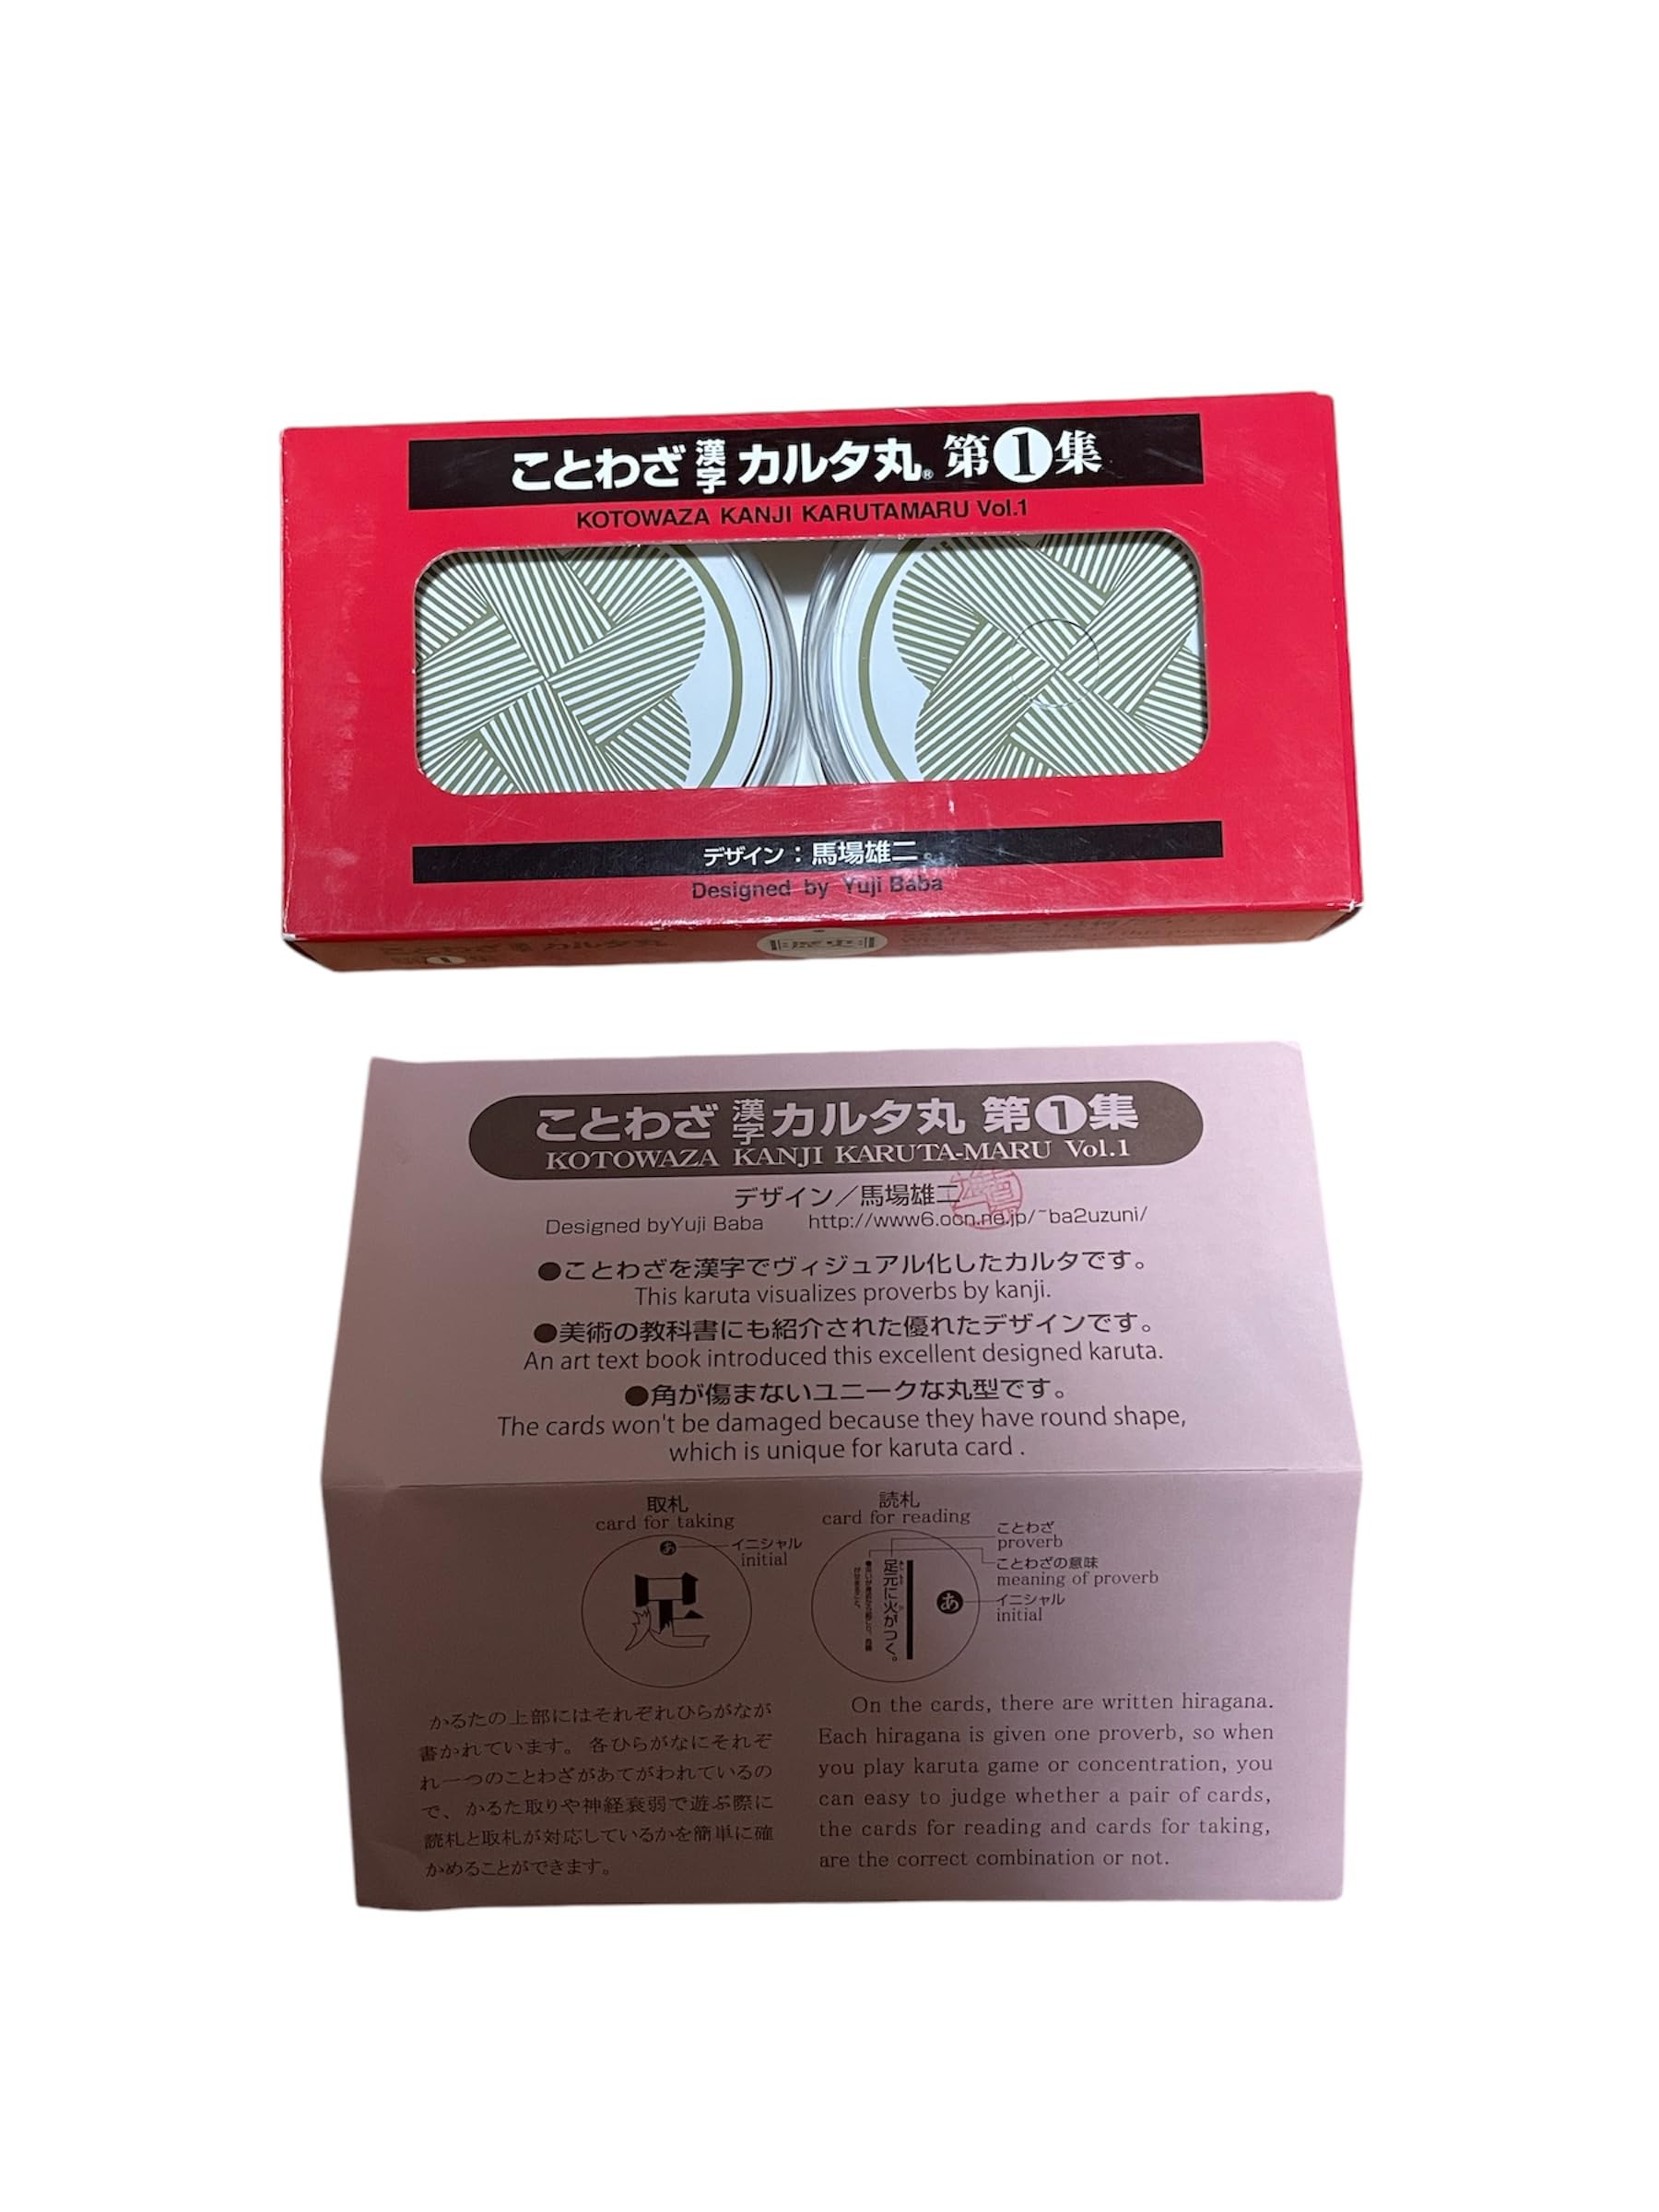 ことわざ漢字カルタ丸® 第1集
KOTOWAZA KANJI KARUTAMARU Vol.1
デザイン：馬場雄二
Designed by Yuji Baba
ことわざ漢字カルタ丸
ことわざ漢字カルタ丸 第1集
KOTOWAZA KANJI KARUTA-MARU Vol.1
デザイン／馬場雄二
Designed byYuji Baba http://www6.ocn.ne.jp/~ba2uzuni/
●ことわざを漢字でヴィジュアル化したカルタです。
This karuta visualizes proverbs by kanji.
●美術の教科書にも紹介された優れたデザインです。
An art text book introduced this excellent designed karuta.
●角が傷まないユニークな丸型です。
The cards won't be damaged because they have round shape,
which is unique for karuta card .
取札
card for taking
あ
イニシャル
initial
足
読札
card for reading
ことわざ
proverb
ことわざの意味
meaning of proverb
イニシャル
initial
あ
足元に火がつく。
かるたの上部にはそれぞれひらがなが
書かれています。各ひらがなにそれぞ
れ一つのことわざがあてがわれているの
で、かるた取りや神経衰弱で遊ぶ際に
読札と取札が対応しているかを簡単に確
かめることができます。
On the cards, there are written hiragana.
Each hiragana is given one proverb, so when
you play karuta game or concentration, you
can easy to judge whether a pair of cards,
the cards for reading and cards for taking,
are the correct combination or not.